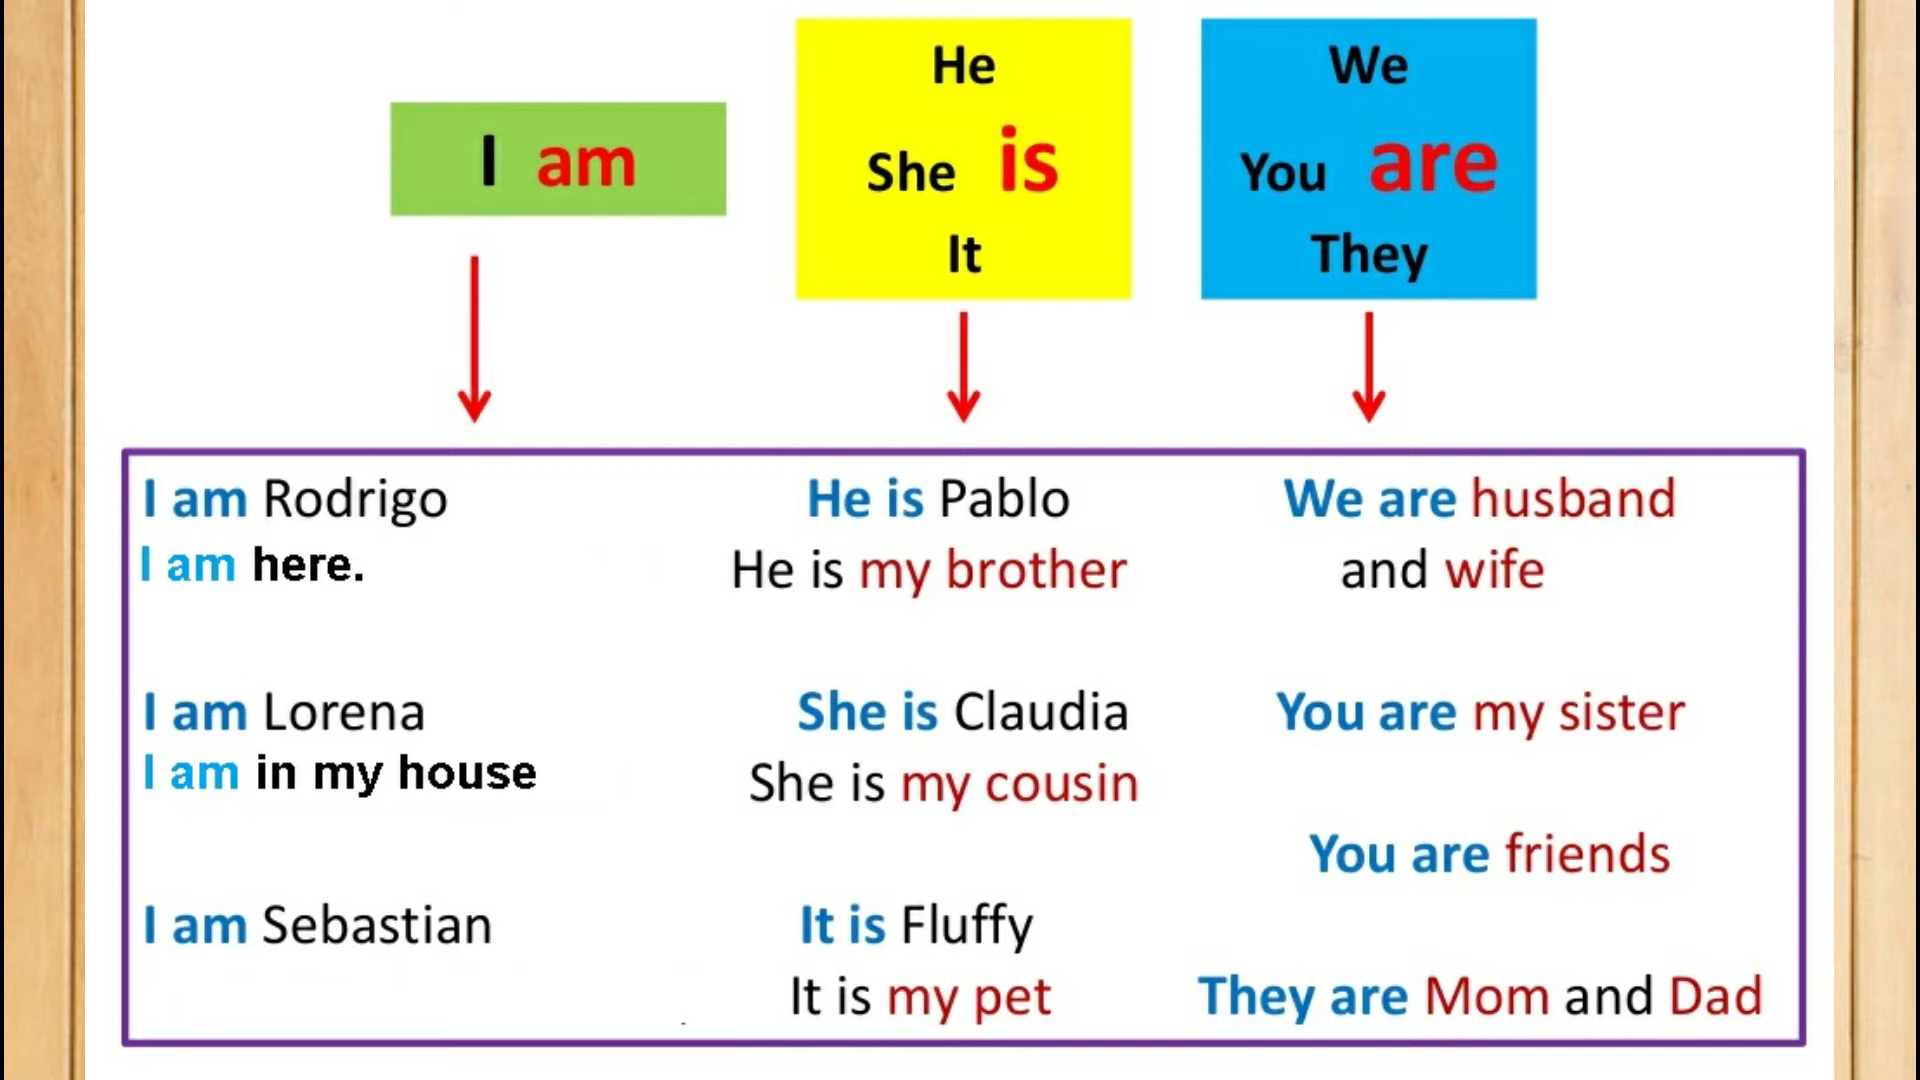 I am
He
She is
It
We
You are
They
I am Rodrigo
I am here.
I am Lorena
I am in my house
I am Sebastian
He is Pablo
He is my brother
She is Claudia
She is my cousin
It is Fluffy
It is my pet
We are husband
and wife
You are my sister
You are friends
They are Mom and Dad